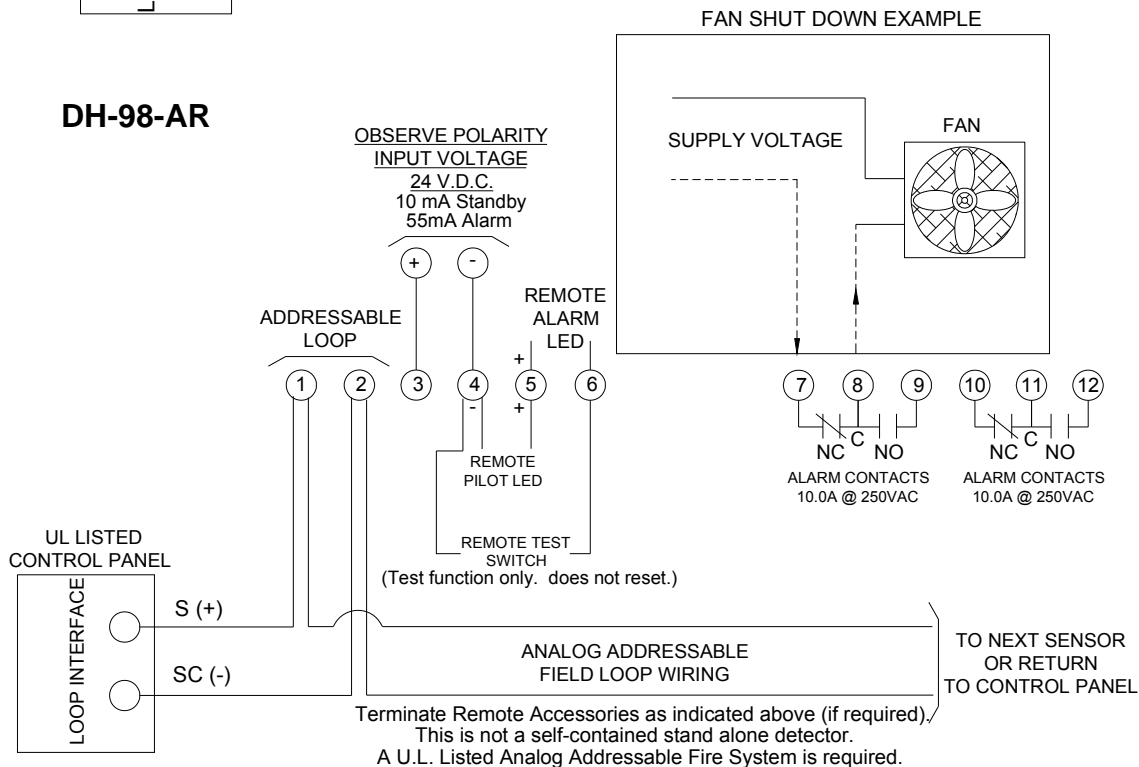 FAN SHUT DOWN EXAMPLE
DH-98-AR
OBSERVE POLARITY
INPUT VOLTAGE
24 V.D.C.
10 mA Standby
55mA Alarm
SUPPLY VOLTAGE
FAN
+
-
ADDRESSABLE
LOOP
REMOTE
ALARM
LED
+
1
2
3
4
5
6
7
8
9
10
11
12
-
+
REMOTE
PILOT LED
NC
C
NO
NC
C
NO
ALARM CONTACTS
10.0A @ 250VAC
ALARM CONTACTS
10.0A @ 250VAC
REMOTE TEST
SWITCH
(Test function only.  does not reset.)
UL LISTED
CONTROL PANEL
LOOP INTERFACE
S (+)
SC (-)
ANALOG ADDRESSABLE
FIELD LOOP WIRING
TO NEXT SENSOR
OR RETURN
TO CONTROL PANEL
Terminate Remote Accessories as indicated above (if required).
This is not a self-contained stand alone detector.
A U.L. Listed Analog Addressable Fire System is required.